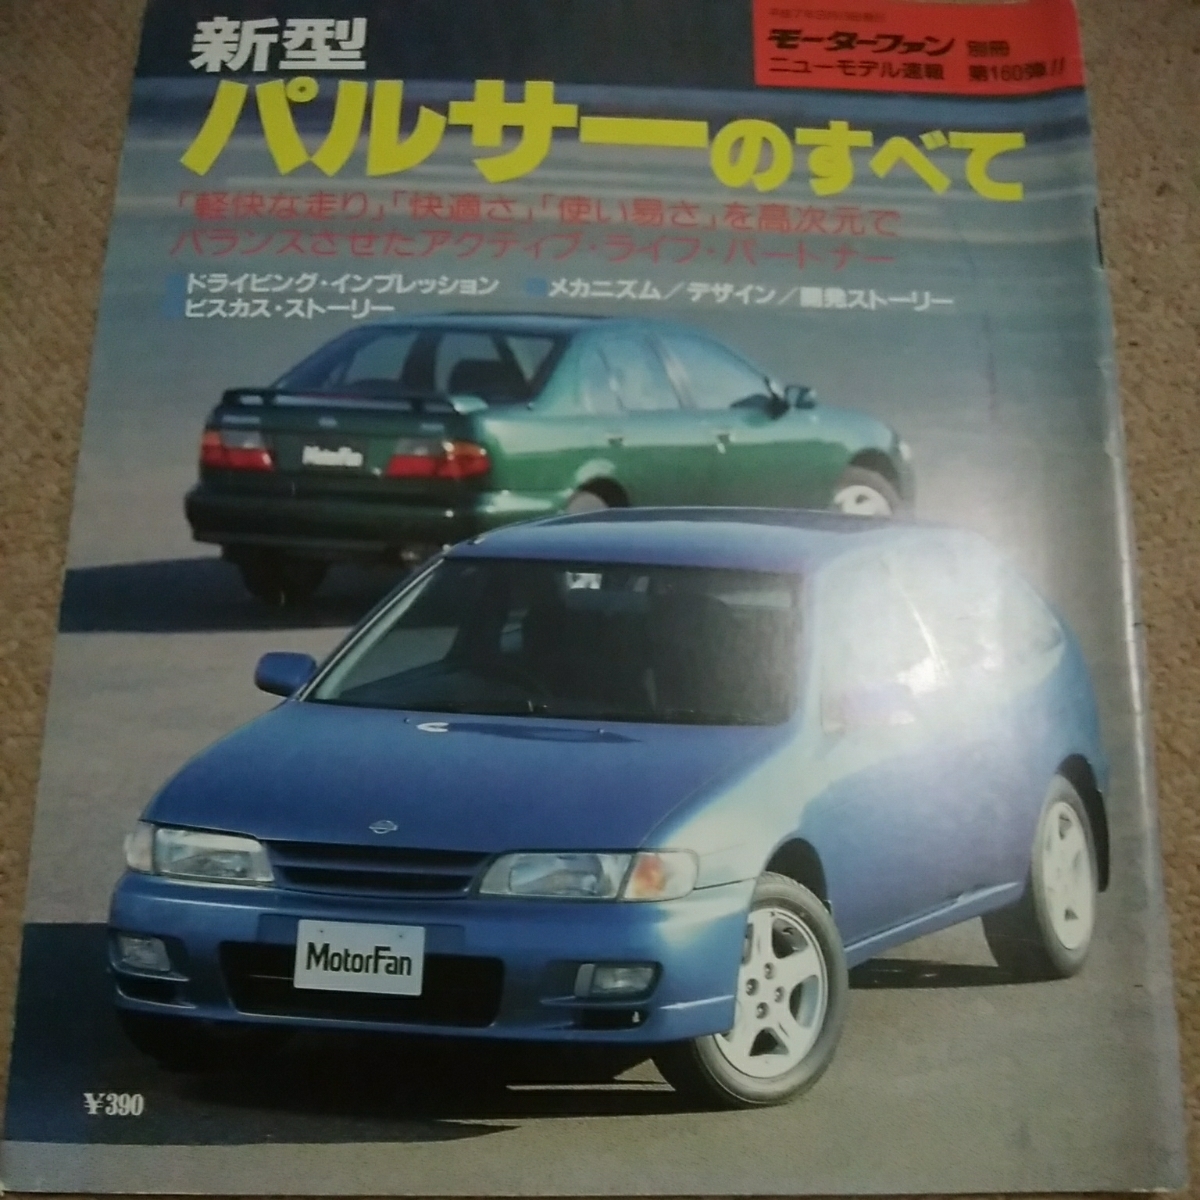 モーターファン 別冊
ニューモデル速報 第160弾!!
新型
パルサーのすべて
「軽快な走り」「快適さ」「使い易さ」を高次元で
バランスさせたアクティブ・ライフ・パートナー
ドライビング・インプレッション メカニズム／デザイン／開発ストーリー
ビスカス・ストーリー
MotorFan
MotorFan
¥390